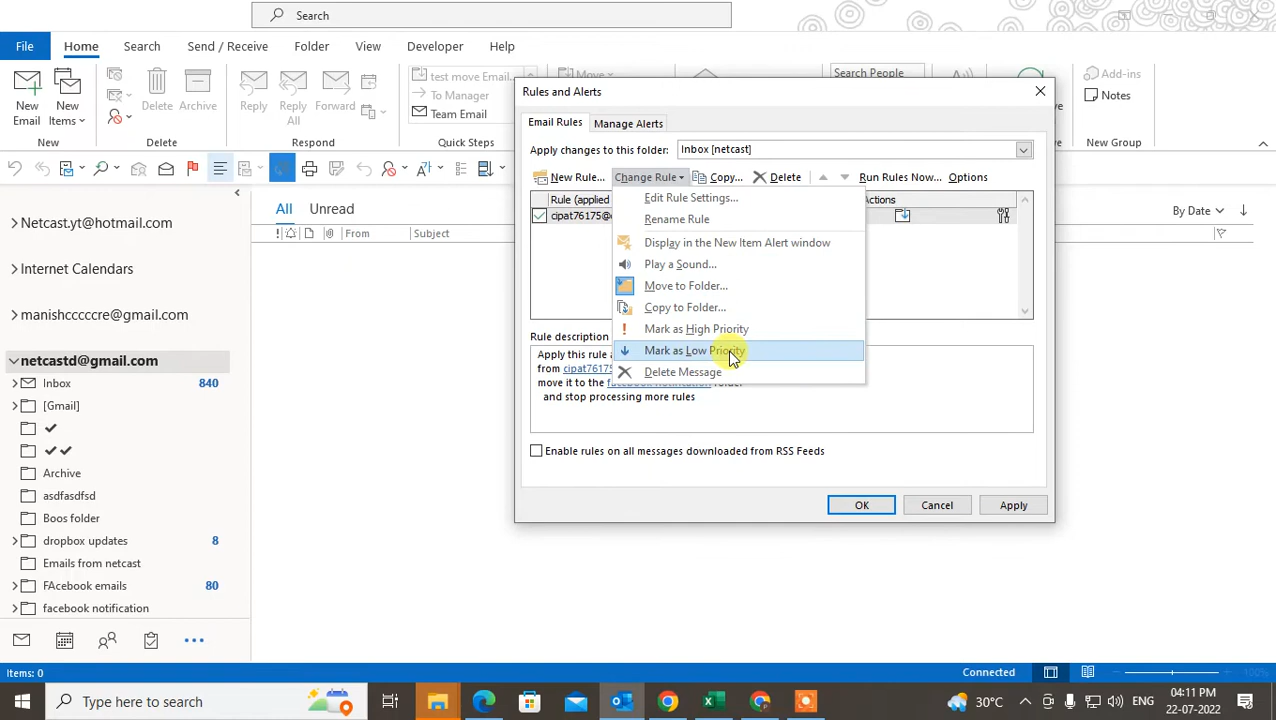 Search
File Home Search Send / Receive Folder View Developer Help
New Email
New Items
Delete
Archive
Reply
Reply All
Forward
test move Email...
To Manager
Team Email
Move
Search People
Add-ins
Notes
New Delete Respond Quick Steps New Group
Netcast.yt@hotmail.com
Internet Calendars
manishcccccre@gmail.com
netcastd@gmail.com
Inbox 840
[Gmail]
Archive
asdfasdfsd
Boos folder
dropbox updates 8
Emails from netcast
FAcebook emails 80
facebook notification
All Unread
By Date
From Subject
Rules and Alerts
Email Rules Manage Alerts
Apply changes to this folder: Inbox [netcast]
New Rule... Change Rule Copy... Delete Run Rules Now... Options
Rule (applied Actions
cipat76175@
Edit Rule Settings...
Rename Rule
Display in the New Item Alert window
Play a Sound...
Move to Folder...
Copy to Folder...
Mark as High Priority
Mark as Low Priority
Delete Message
Rule description
Apply this rule a
from cipat7617
move it to the
and stop processing more rules
Enable rules on all messages downloaded from RSS Feeds
OK Cancel Apply
Items: 0 Connected 100%
Type here to search
30°C ENG 04:11 PM
22-07-2022